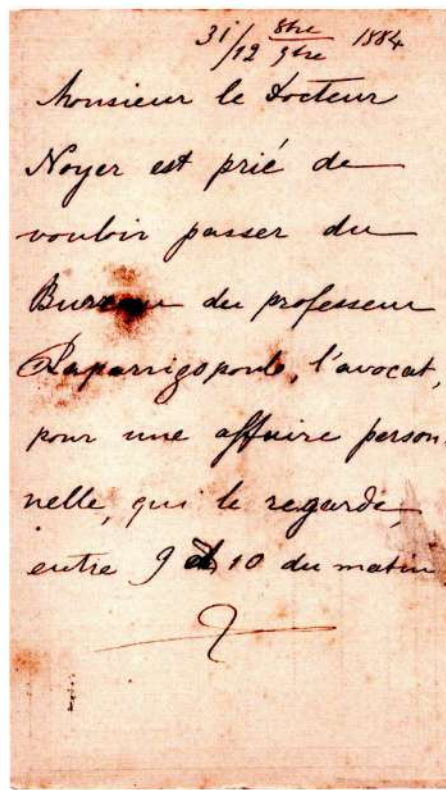 31/12 8bre/9bre 1884
Monsieur le Docteur
Noyer est prié de
vouloir passer du
Bureau du professeur
Paparrigopoulo, l'avocat,
pour une affaire person-
nelle, qui le regarde,
entre 9 et 10 du matin